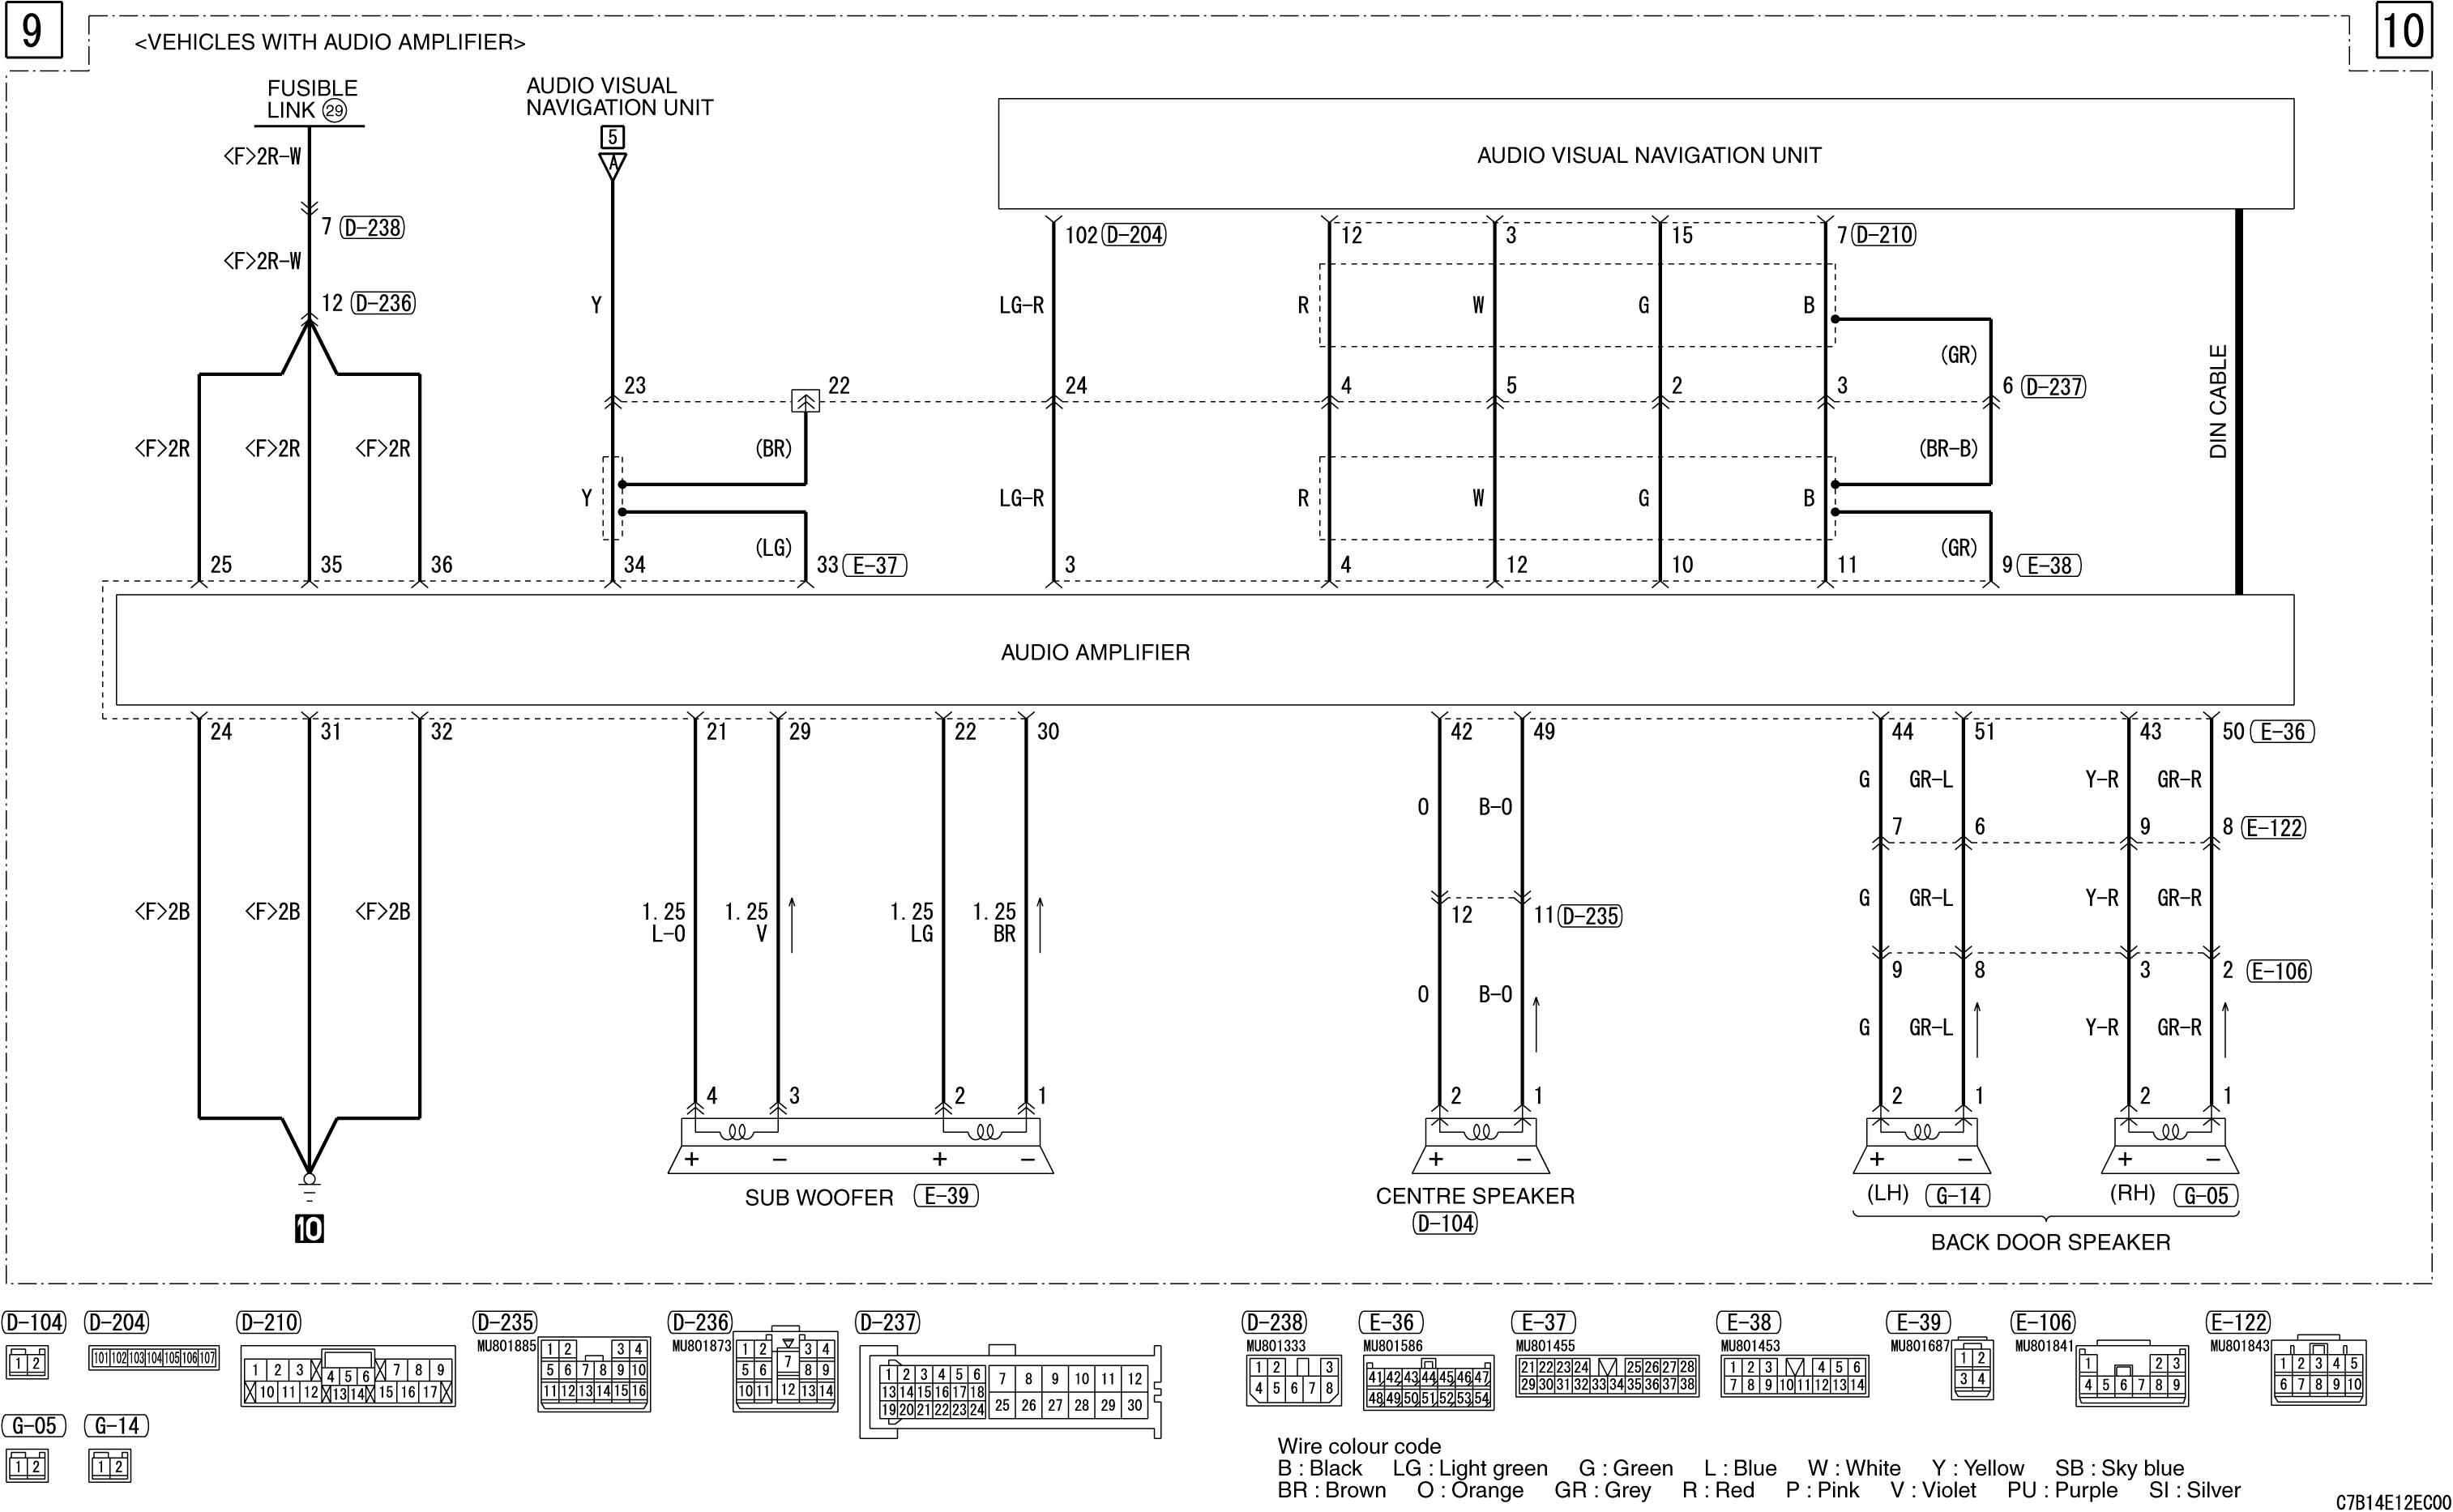 9
10
<VEHICLES WITH AUDIO AMPLIFIER>
FUSIBLE
LINK 29
AUDIO VISUAL
NAVIGATION UNIT
5
A
AUDIO VISUAL NAVIGATION UNIT
<F>2R-W
7 D-238
102 D-204
12
3
15
7 D-210
<F>2R-W
12 D-236
Y
LG-R
R
W
G
B
(GR)
DIN CABLE
23
22
24
4
5
2
3
6 D-237
<F>2R
<F>2R
<F>2R
(BR)
(BR-B)
Y
LG-R
R
W
G
B
(LG)
(GR)
25
35
36
34
33 E-37
3
4
12
10
11
9 E-38
AUDIO AMPLIFIER
24
31
32
21
29
22
30
42
49
44
51
43
50 E-36
G
GR-L
Y-R
GR-R
O
B-O
7
6
9
8 E-122
<F>2B
<F>2B
<F>2B
1.25
L-O
1.25
V
1.25
LG
1.25
BR
12
11 D-235
G
GR-L
Y-R
GR-R
9
8
3
2 E-106
O
B-O
G
GR-L
Y-R
GR-R
4
3
2
1
2
1
2
1
2
1
+ − + −
+ −
+ −
+ −
SUB WOOFER E-39
CENTRE SPEAKER
D-104
(LH) G-14
(RH) G-05
BACK DOOR SPEAKER
10
D-104
1 2
D-204
101 102 103 104 105 106 107
D-210
1 2 3 4 5 6 7 8 9
10 11 12 13 14 15 16 17
D-235
MU801885
1 2 3 4
5 6 7 8 9 10
11 12 13 14 15 16
D-236
MU801873
1 2 3 4
5 6 7 8 9
10 11 12 13 14
D-237
1 2 3 4 5 6 7 8 9 10 11 12
13 14 15 16 17 18
19 20 21 22 23 24 25 26 27 28 29 30
D-238
MU801333
1 2 3
4 5 6 7 8
E-36
MU801586
41 42 43 44 45 46 47
48 49 50 51 52 53 54
E-37
MU801455
21 22 23 24 25 26 27 28
29 30 31 32 33 34 35 36 37 38
E-38
MU801453
1 2 3 4 5 6
7 8 9 10 11 12 13 14
E-39
MU801687
1 2
3 4
E-106
MU801841
1 2 3
4 5 6 7 8 9
E-122
MU801843
1 2 3 4 5
6 7 8 9 10
G-05
1 2
G-14
1 2
Wire colour code
B : Black LG : Light green G : Green L : Blue W : White Y : Yellow SB : Sky blue
BR : Brown O : Orange GR : Grey R : Red P : Pink V : Violet PU : Purple SI : Silver
C7B14E12EC00